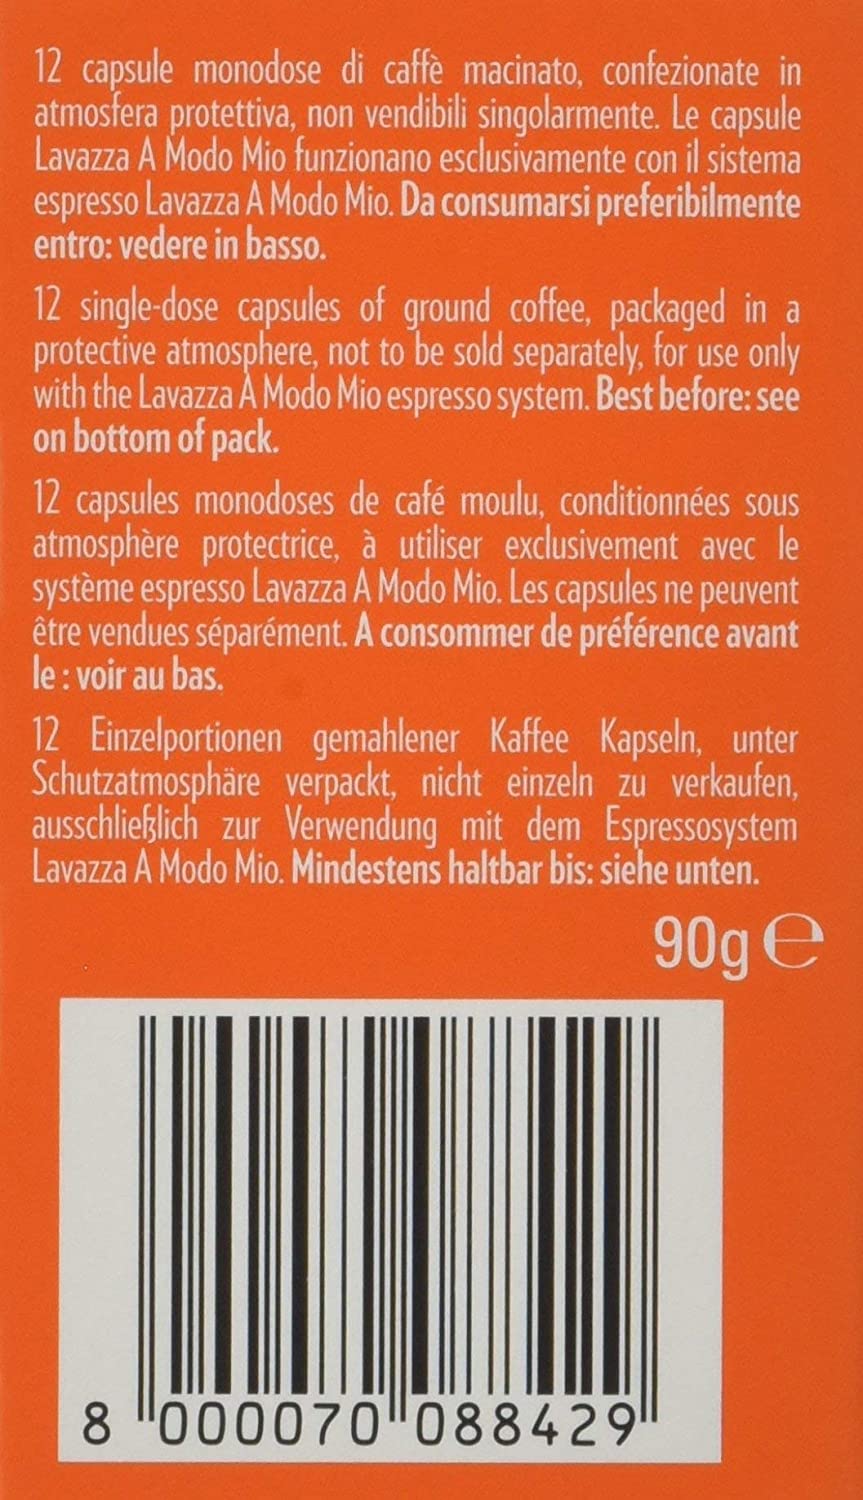 12 capsule monodose di caffè macinato, confezionate in
atmosfera protettiva, non vendibili singolarmente. Le capsule
Lavazza A Modo Mio funzionano esclusivamente con il sistema
espresso Lavazza A Modo Mio. Da consumarsi preferibilmente
entro: vedere in basso.
12 single-dose capsules of ground coffee, packaged in a
protective atmosphere, not to be sold separately, for use only
with the Lavazza A Modo Mio espresso system. Best before: see
on bottom of pack.
12 capsules monodoses de café moulu, conditionnées sous
atmosphère protectrice, à utiliser exclusivement avec le
système espresso Lavazza A Modo Mio. Les capsules ne peuvent
être vendues séparément. A consommer de préférence avant
le : voir au bas.
12 Einzelportionen gemahlener Kaffee Kapseln, unter
Schutzatmosphäre verpackt, nicht einzeln zu verkaufen,
ausschließlich zur Verwendung mit dem Espressosystem
Lavazza A Modo Mio. Mindestens haltbar bis: siehe unten.
90g ℮
8 000070 088429